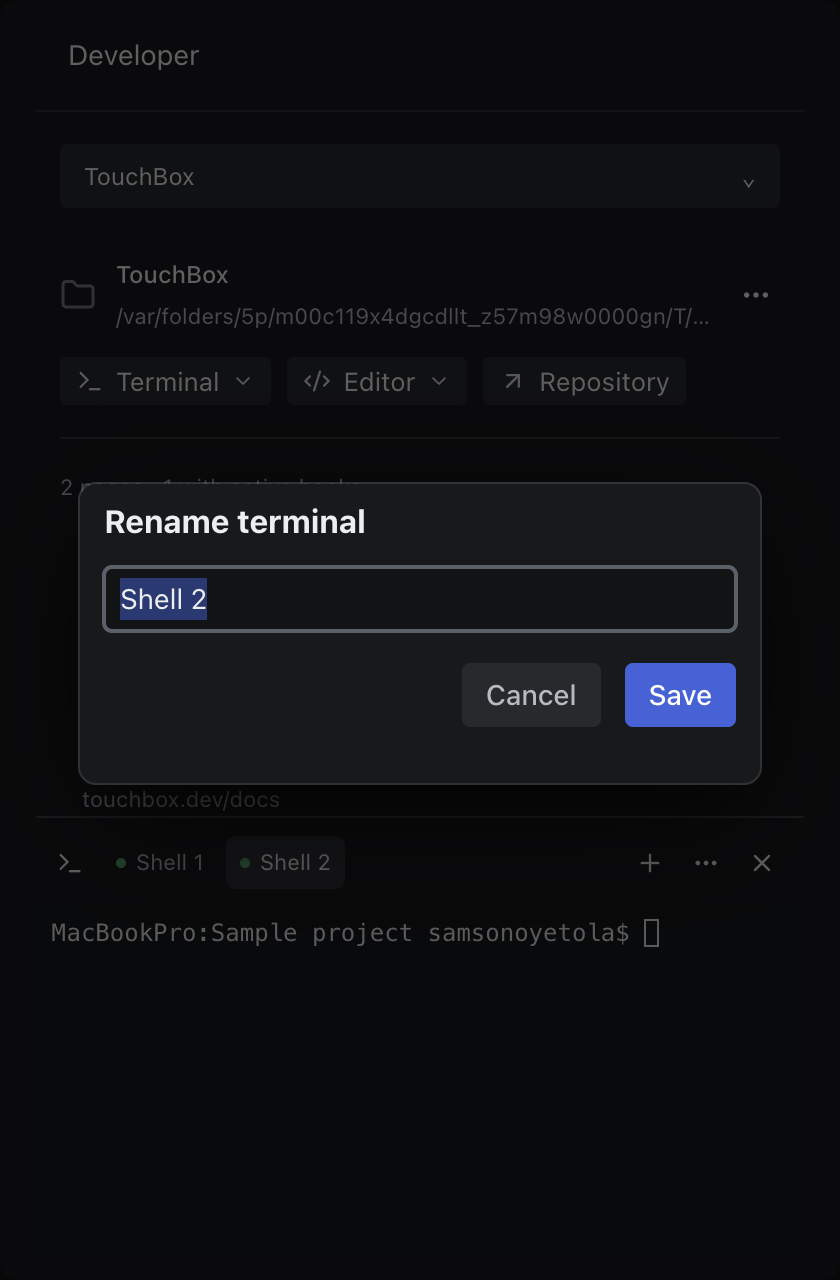 Developer
TouchBox
TouchBox
/var/folders/5p/m00c119x4dgcdllt_z57m98w0000gn/T/...
Terminal
Editor
Repository
2
Rename terminal
Shell 2
Cancel
Save
touchbox.dev/docs
Shell 1
Shell 2
MacBookPro:Sample project samsonoyetola$